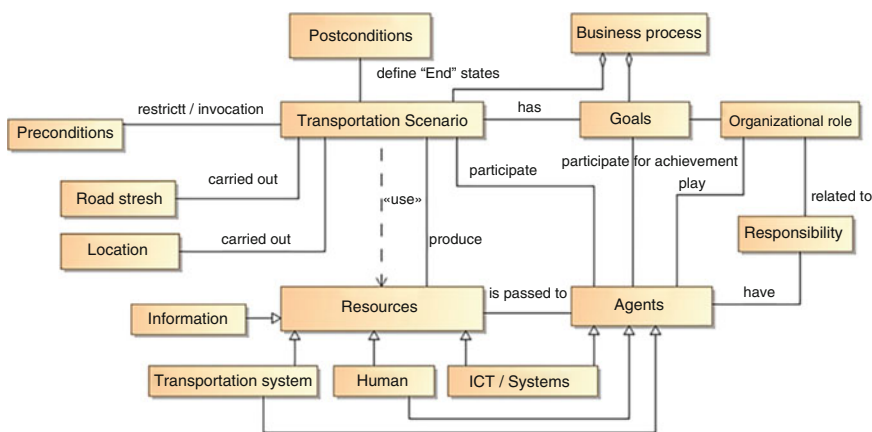 Postconditions
Business process
define “End” states
restrictt / invocation
has
Preconditions
Transportation Scenario
Goals
Organizational role
participate
participate for achievement
carried out
play
Road stresh
«use»
related to
carried out
produce
Location
Responsibility
Resources
is passed to
Agents
have
Information
Transportation system
Human
ICT / Systems